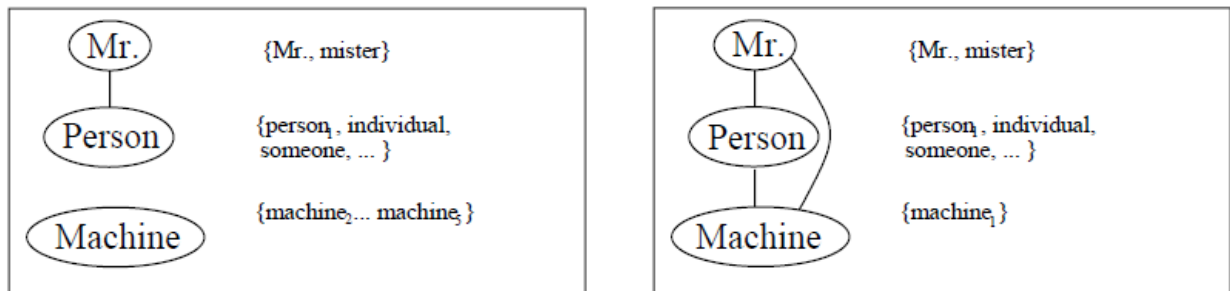 Mr.
{Mr., mister}
Person
{person₁, individual,
someone, ... }
Machine
{machine₂... machine₅}
Mr.
{Mr., mister}
Person
{person₁, individual,
someone, ... }
Machine
{machine₁}